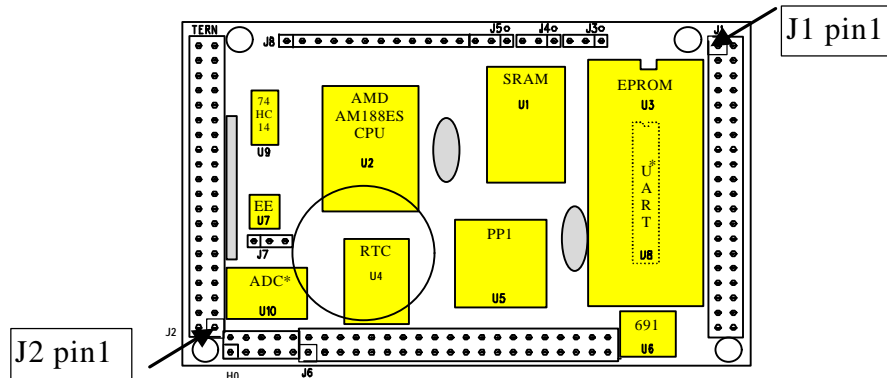 TERN
J8
J5
J4
J3
J1
J1 pin1
74
HC
14
U9
AMD
AM188ES
CPU
U2
SRAM
U1
EPROM
U3
*
U
A
R
T
U8
EE
U7
J7
RTC
U4
PP1
U5
ADC*
U10
691
U6
J2
J2 pin1
H0
J6